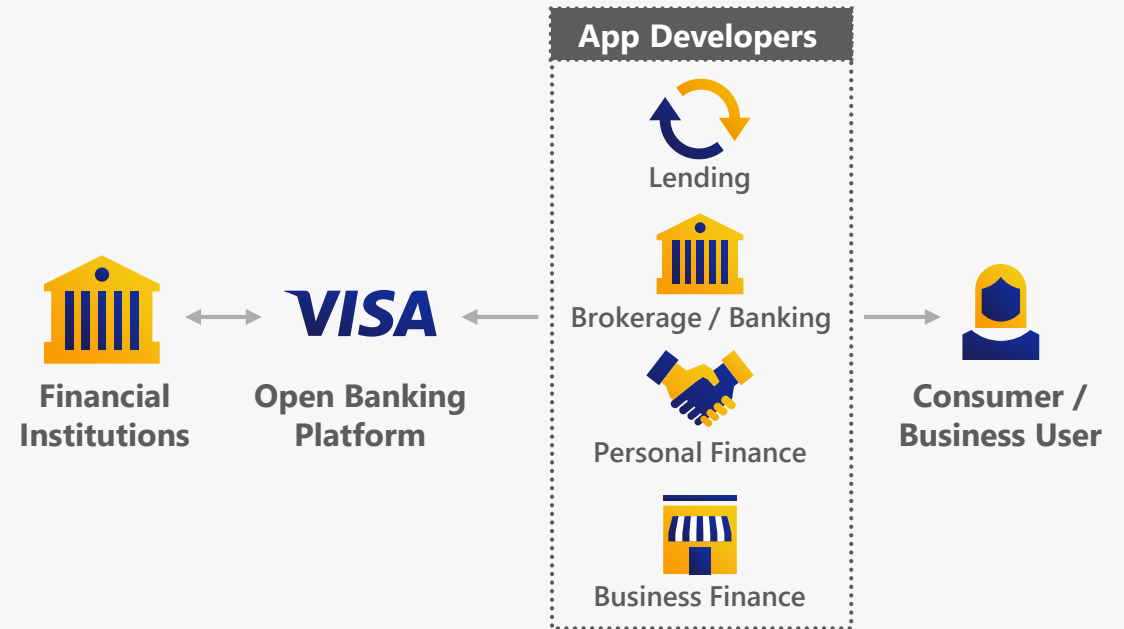 App Developers
Lending
Brokerage / Banking
Personal Finance
Business Finance
Financial
Institutions
VISA
Open Banking
Platform
Consumer /
Business User